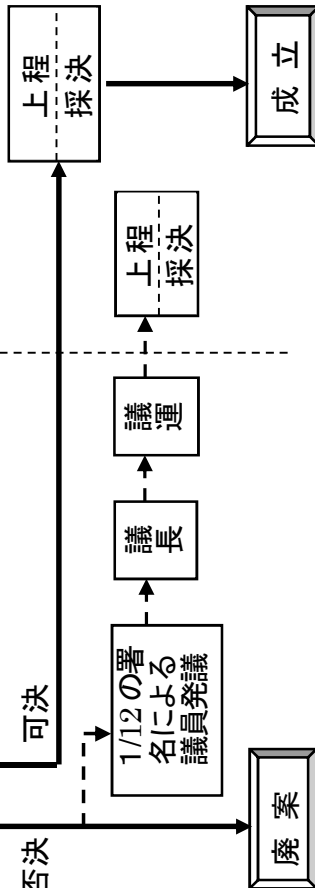 上程
採決
可決
上程
採決
議
運
議
長
1/12の署
名による
議員発議
否決
成 立
廃 案